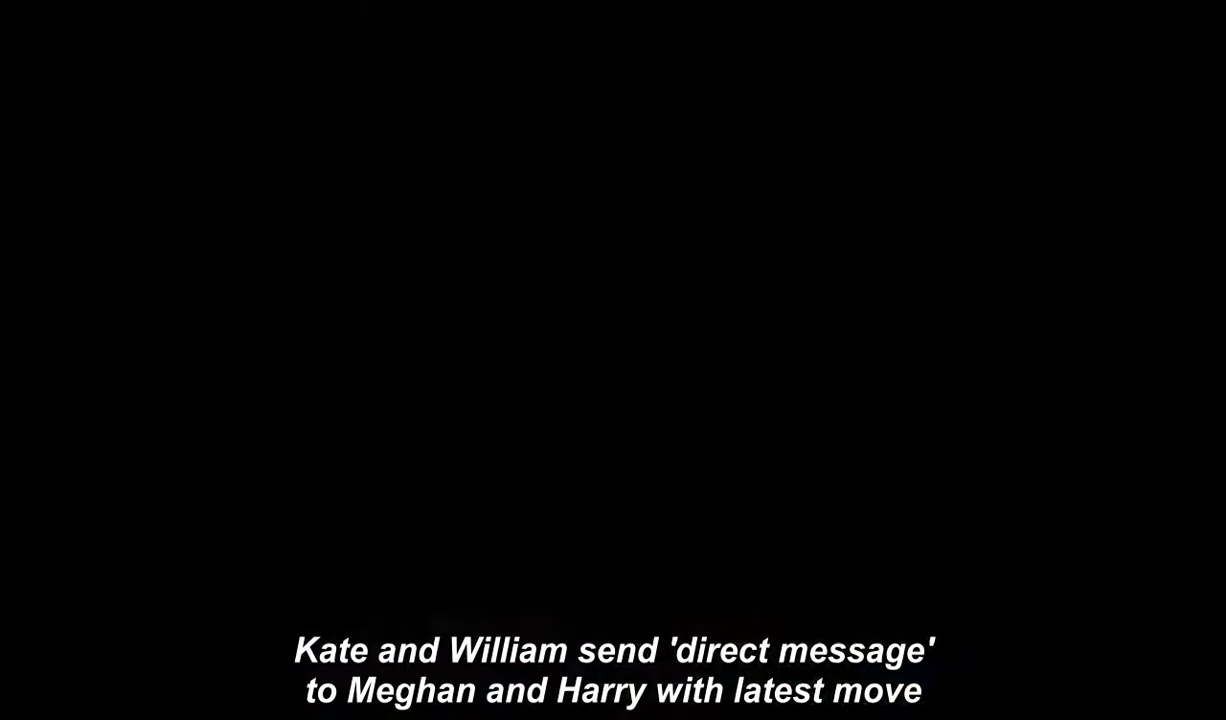 Kate and William send 'direct message'
to Meghan and Harry with latest move